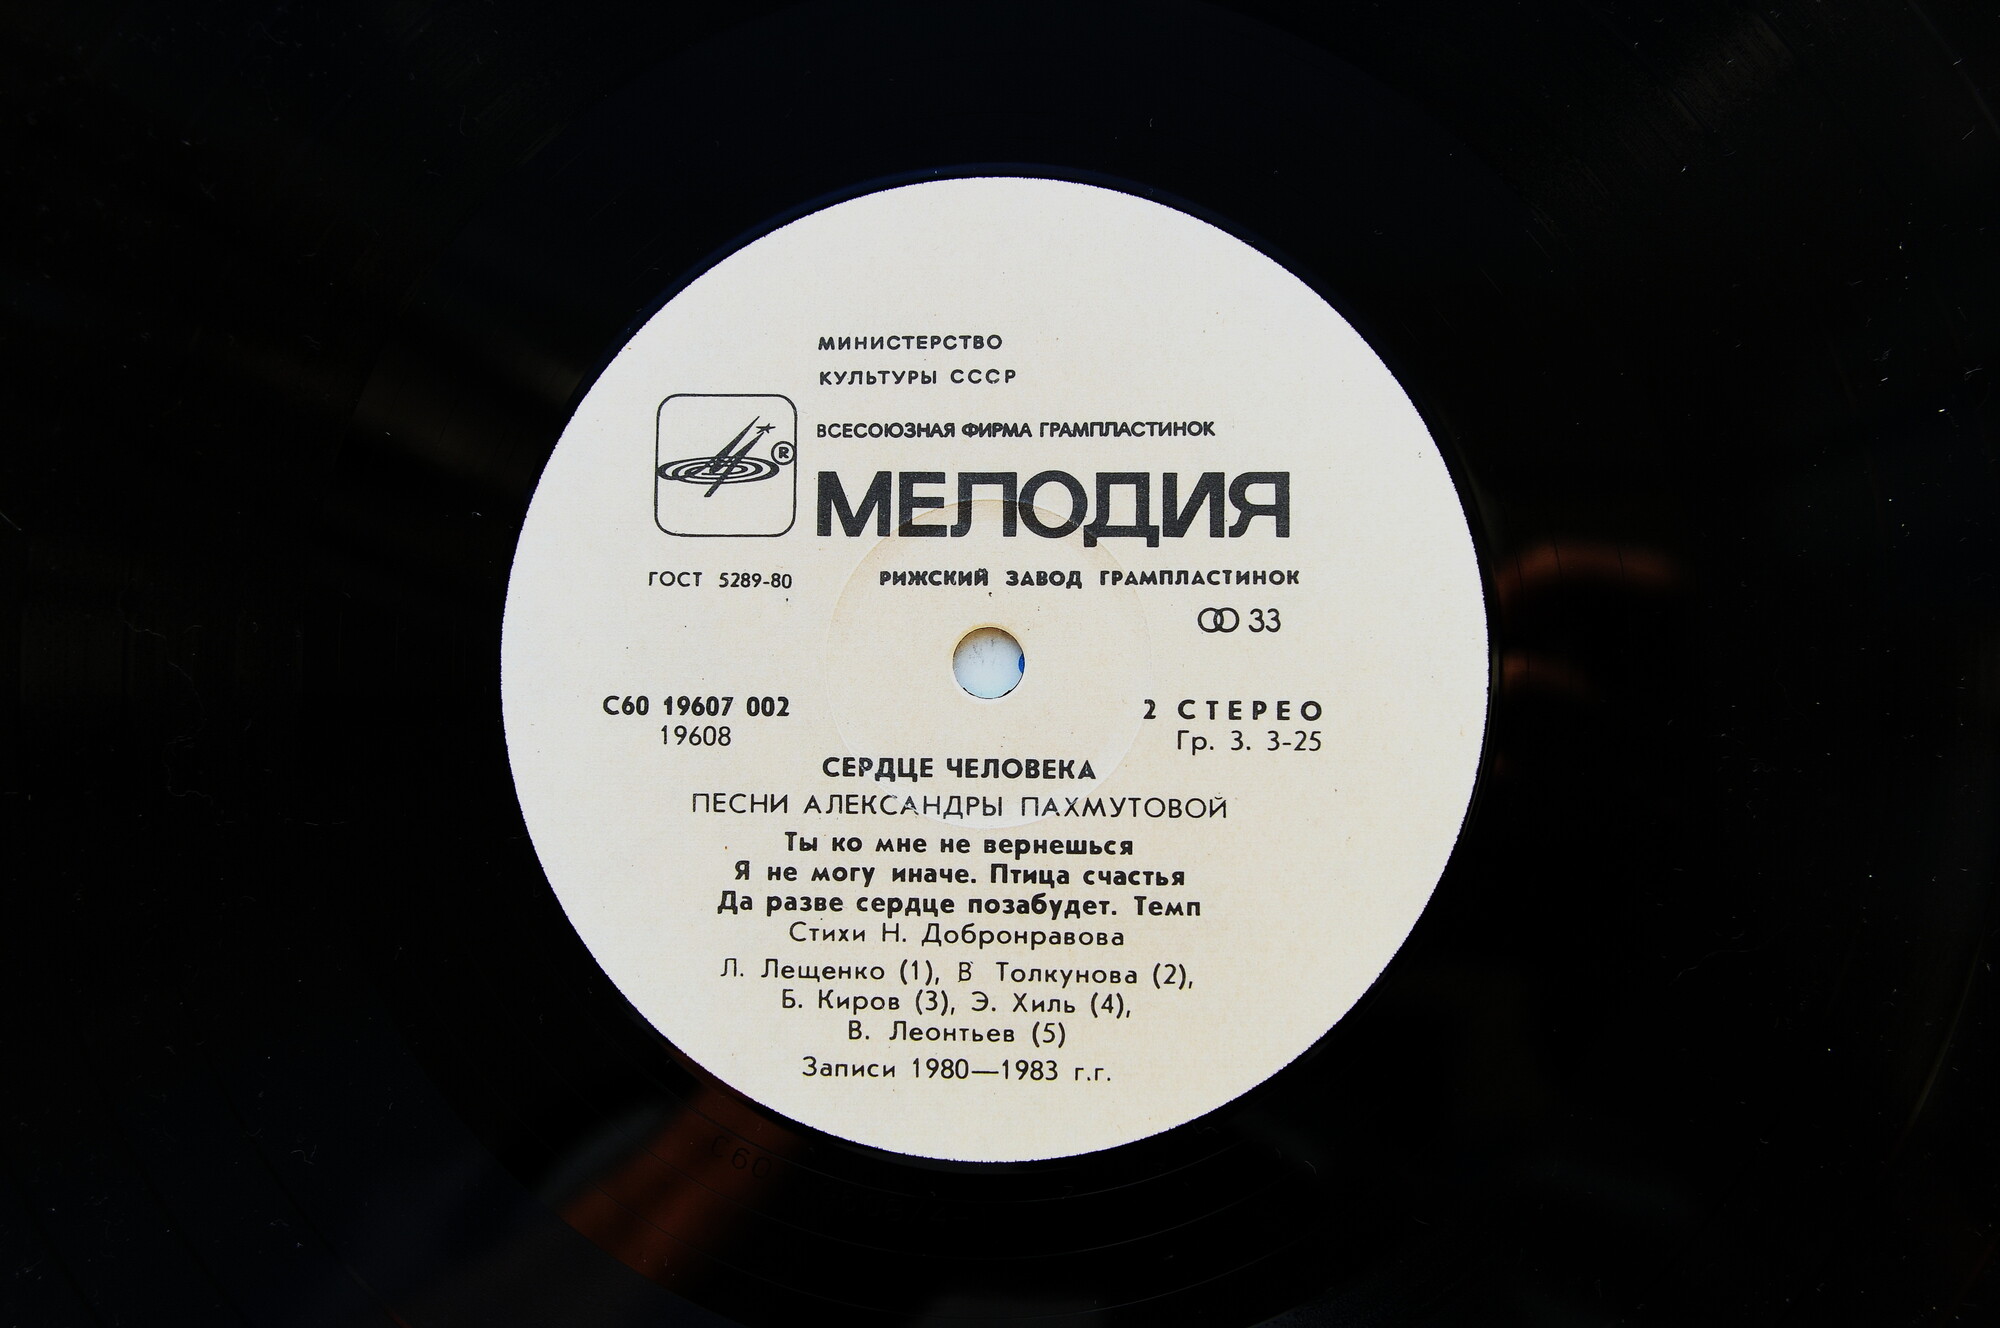 МИНИСТЕРСТВО
КУЛЬТУРЫ СССР
ВСЕСОЮЗНАЯ ФИРМА ГРАМПЛАСТИНОК
®
МЕЛОДИЯ
ГОСТ 5289-80 РИЖСКИЙ ЗАВОД ГРАМПЛАСТИНОК
33
С60 19607 002 2 СТЕРЕО
19608 Гр. 3. 3-25
СЕРДЦЕ ЧЕЛОВЕКА
ПЕСНИ АЛЕКСАНДРЫ ПАХМУТОВОЙ
Ты ко мне не вернешься
Я не могу иначе. Птица счастья
Да разве сердце позабудет. Темп
Стихи Н. Добронравова
Л. Лещенко (1), В Толкунова (2),
Б. Киров (3), Э. Хиль (4),
В. Леонтьев (5)
Записи 1980—1983 г.г.
С60